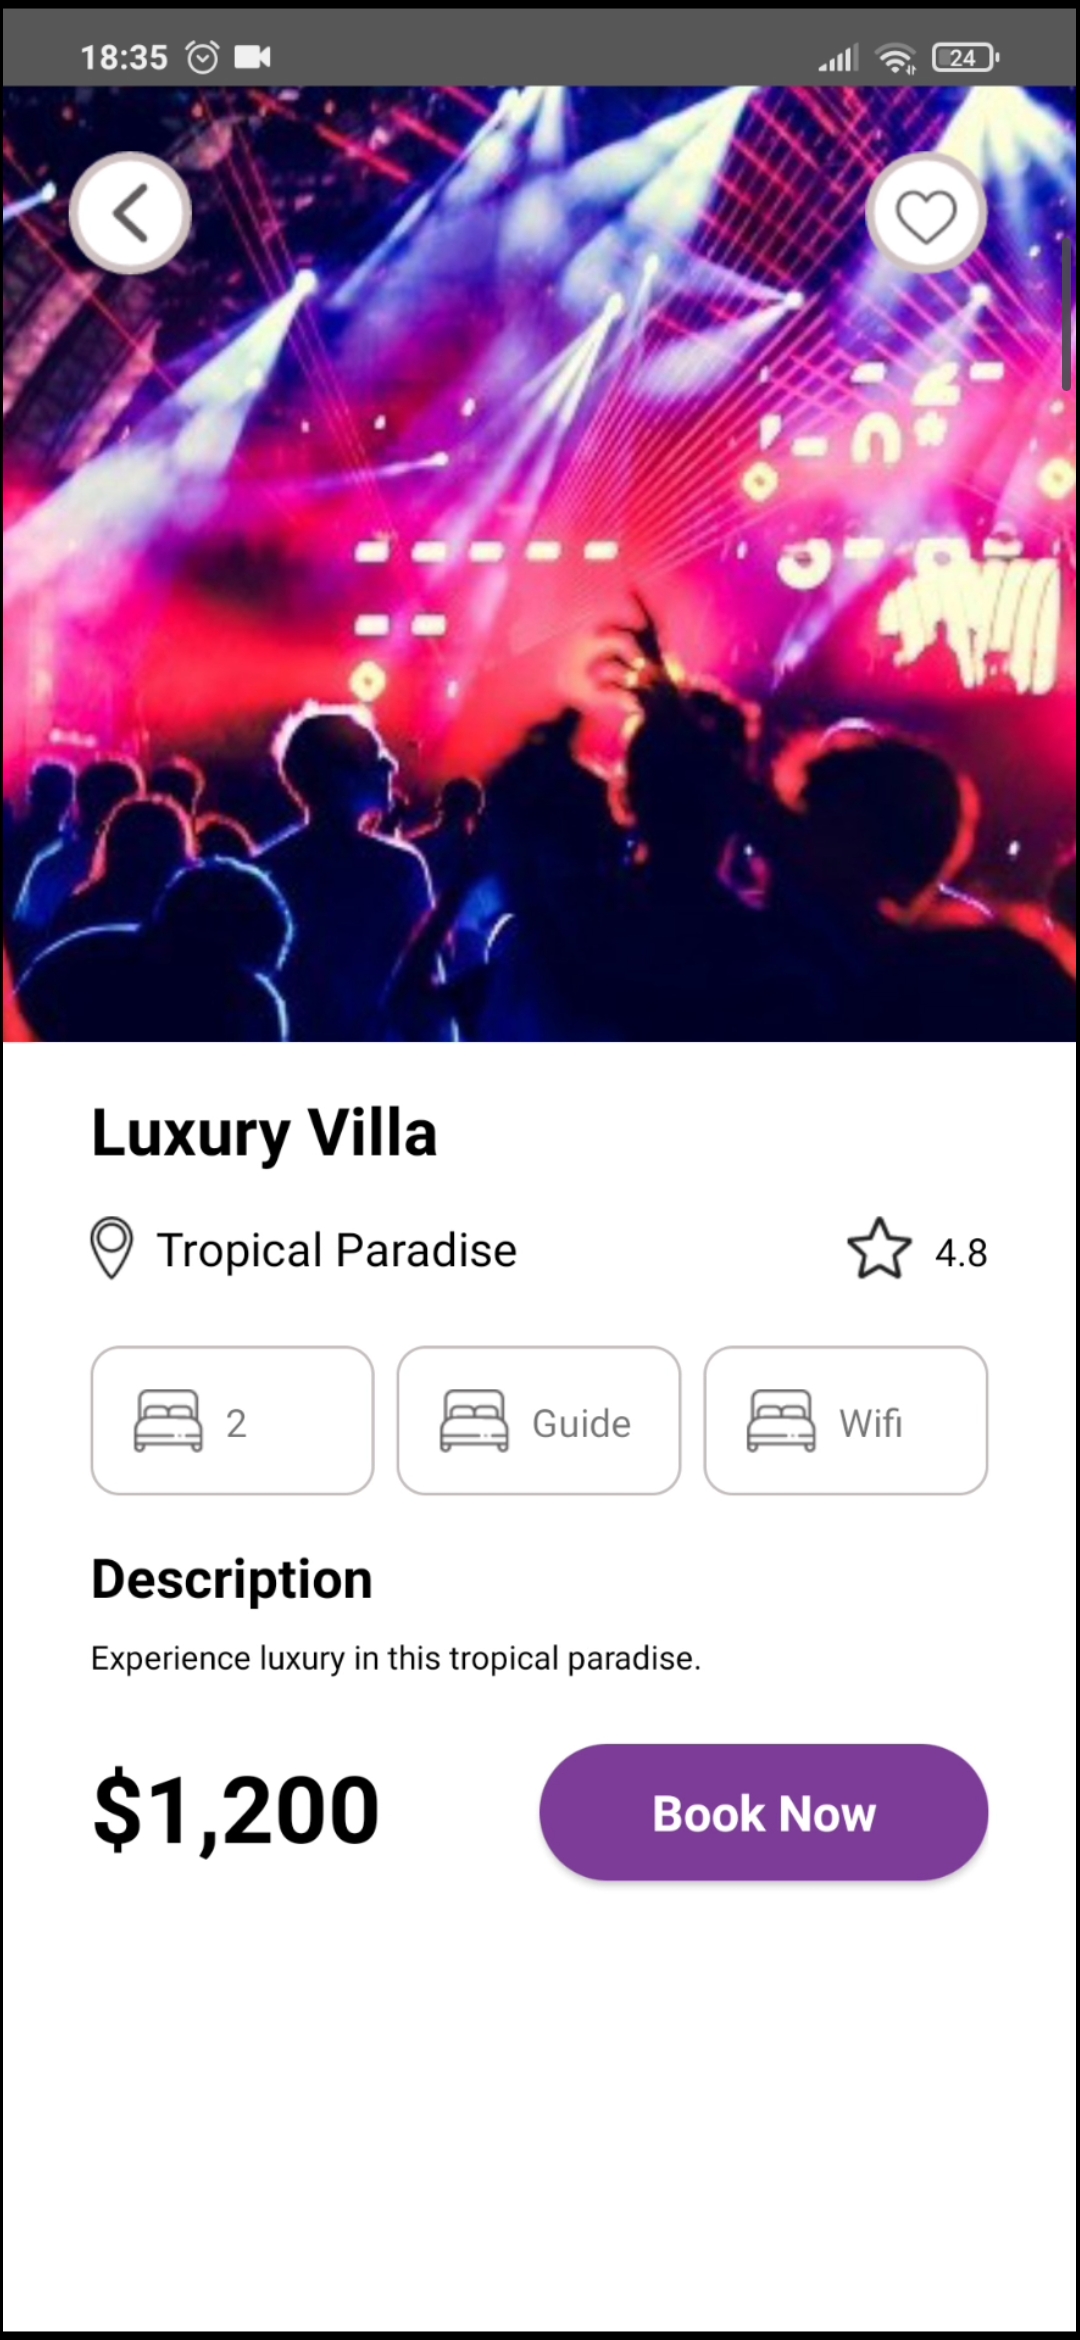 18:35 24
Luxury Villa
Tropical Paradise 4.8
2 Guide Wifi
Description
Experience luxury in this tropical paradise.
$1,200 Book Now